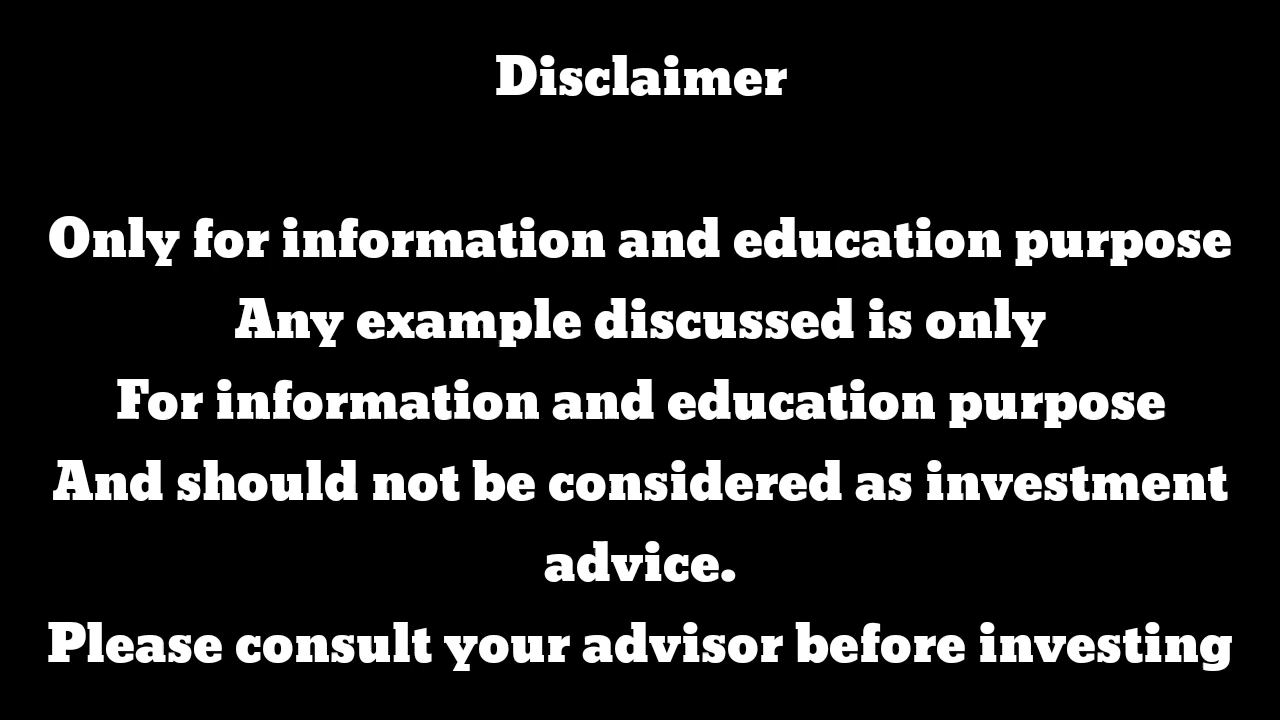 Disclaimer
Only for information and education purpose
Any example discussed is only
For information and education purpose
And should not be considered as investment
advice.
Please consult your advisor before investing